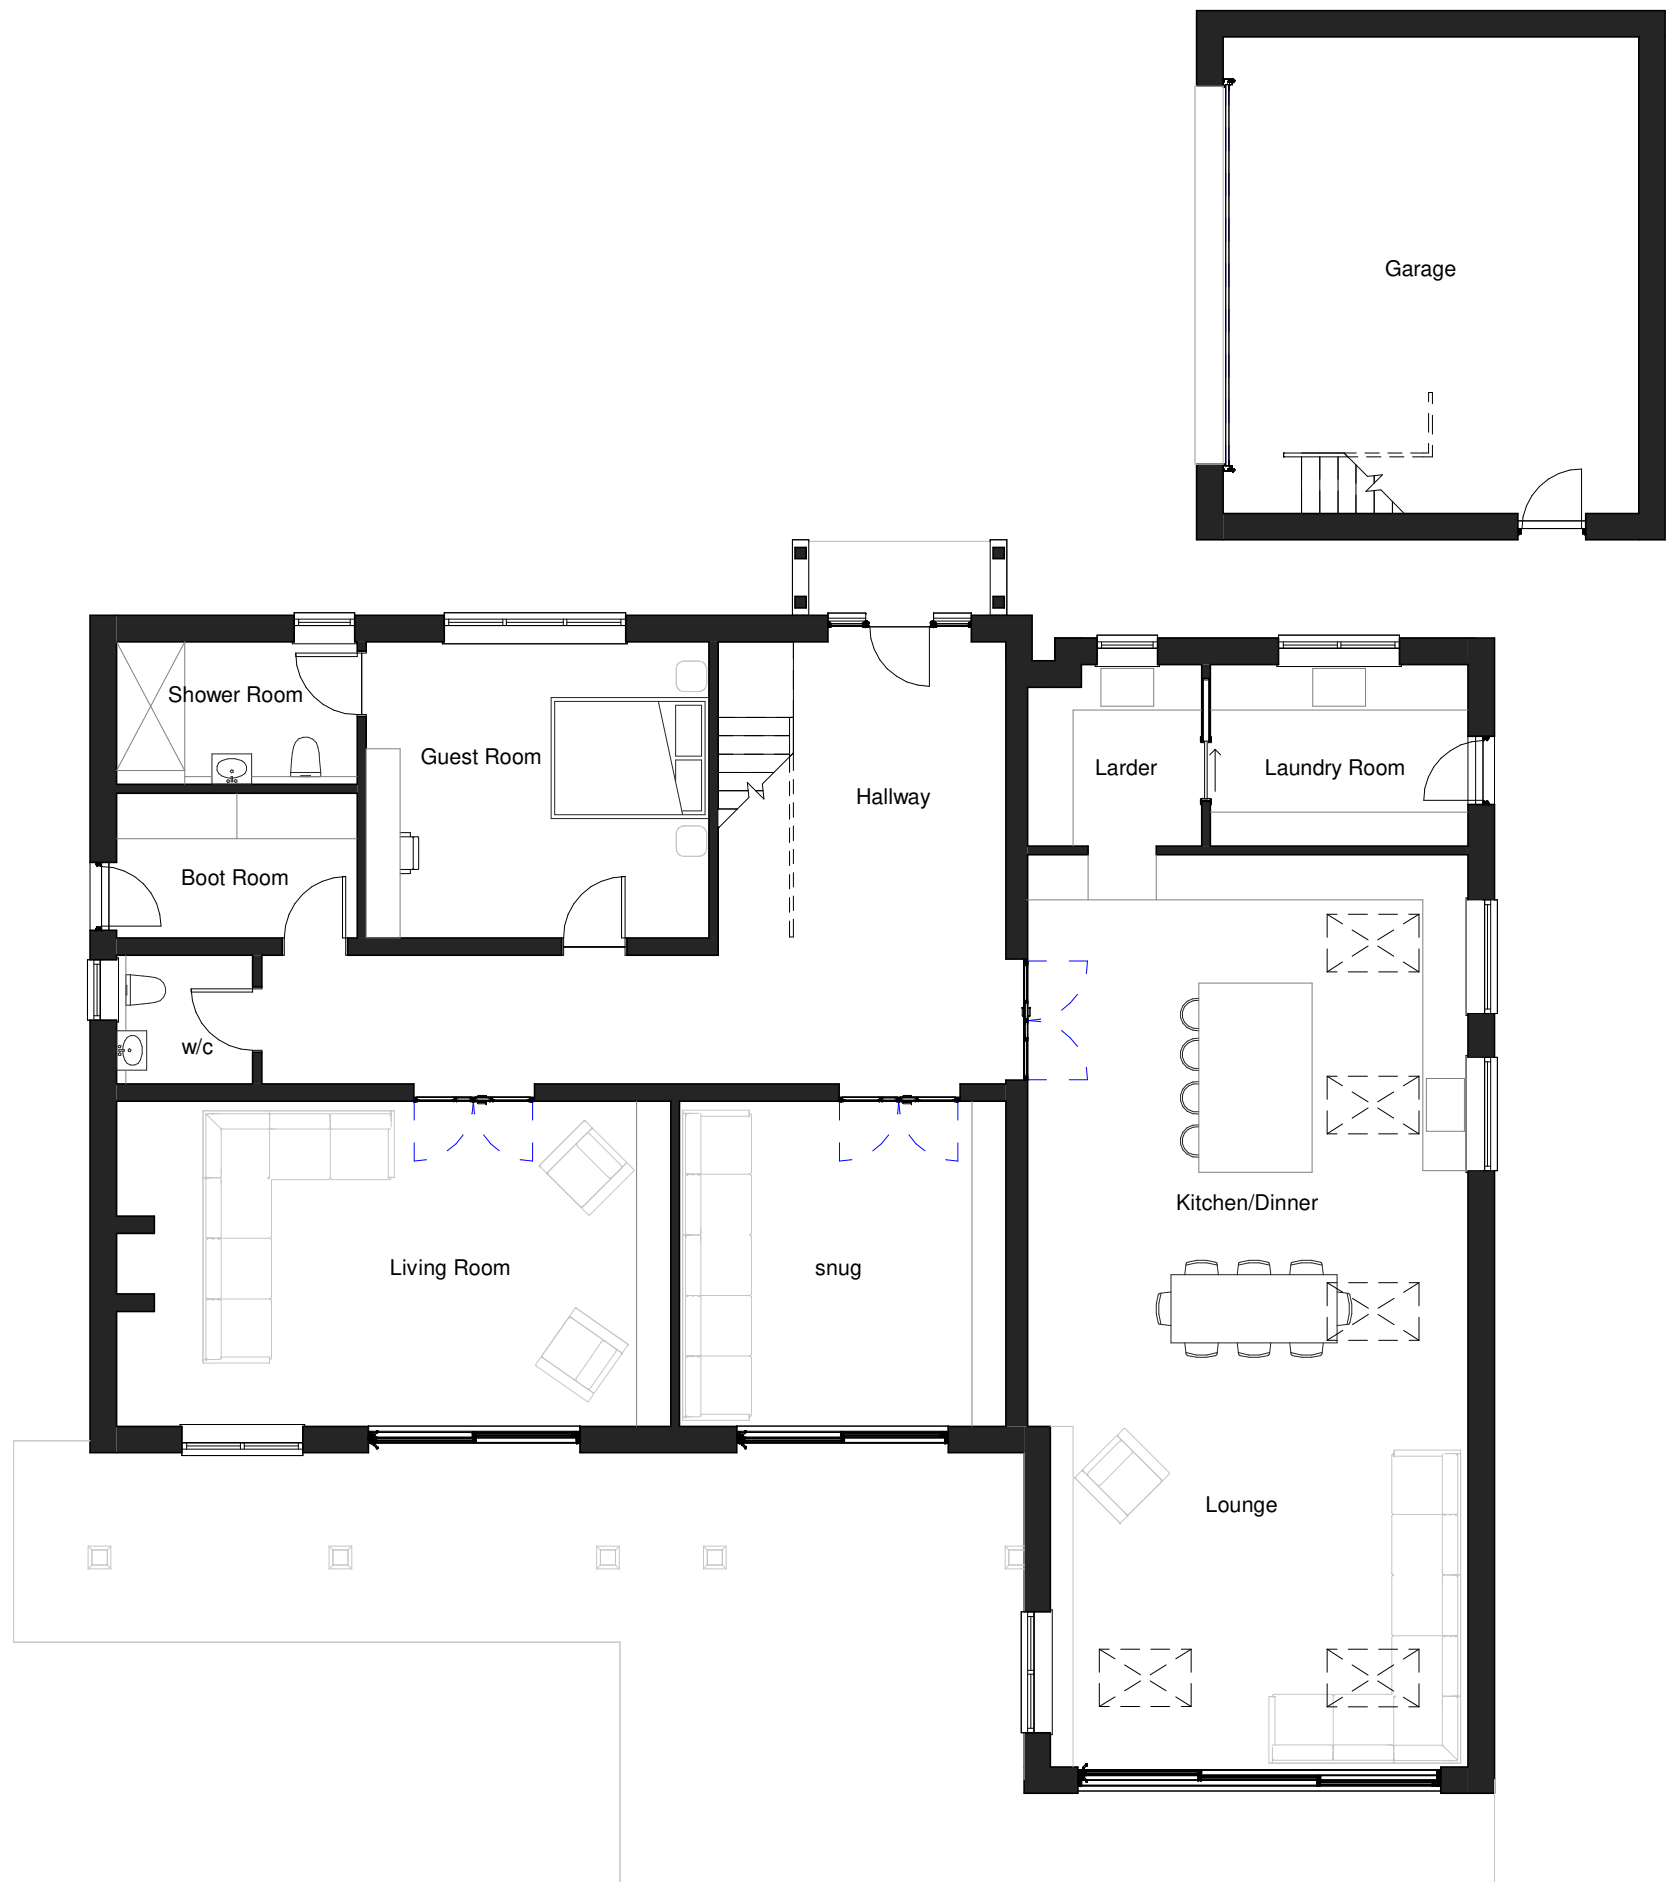 Garage
Shower Room
Guest Room
Hallway
Larder
Laundry Room
Boot Room
w/c
Kitchen/Dinner
Living Room
snug
Lounge